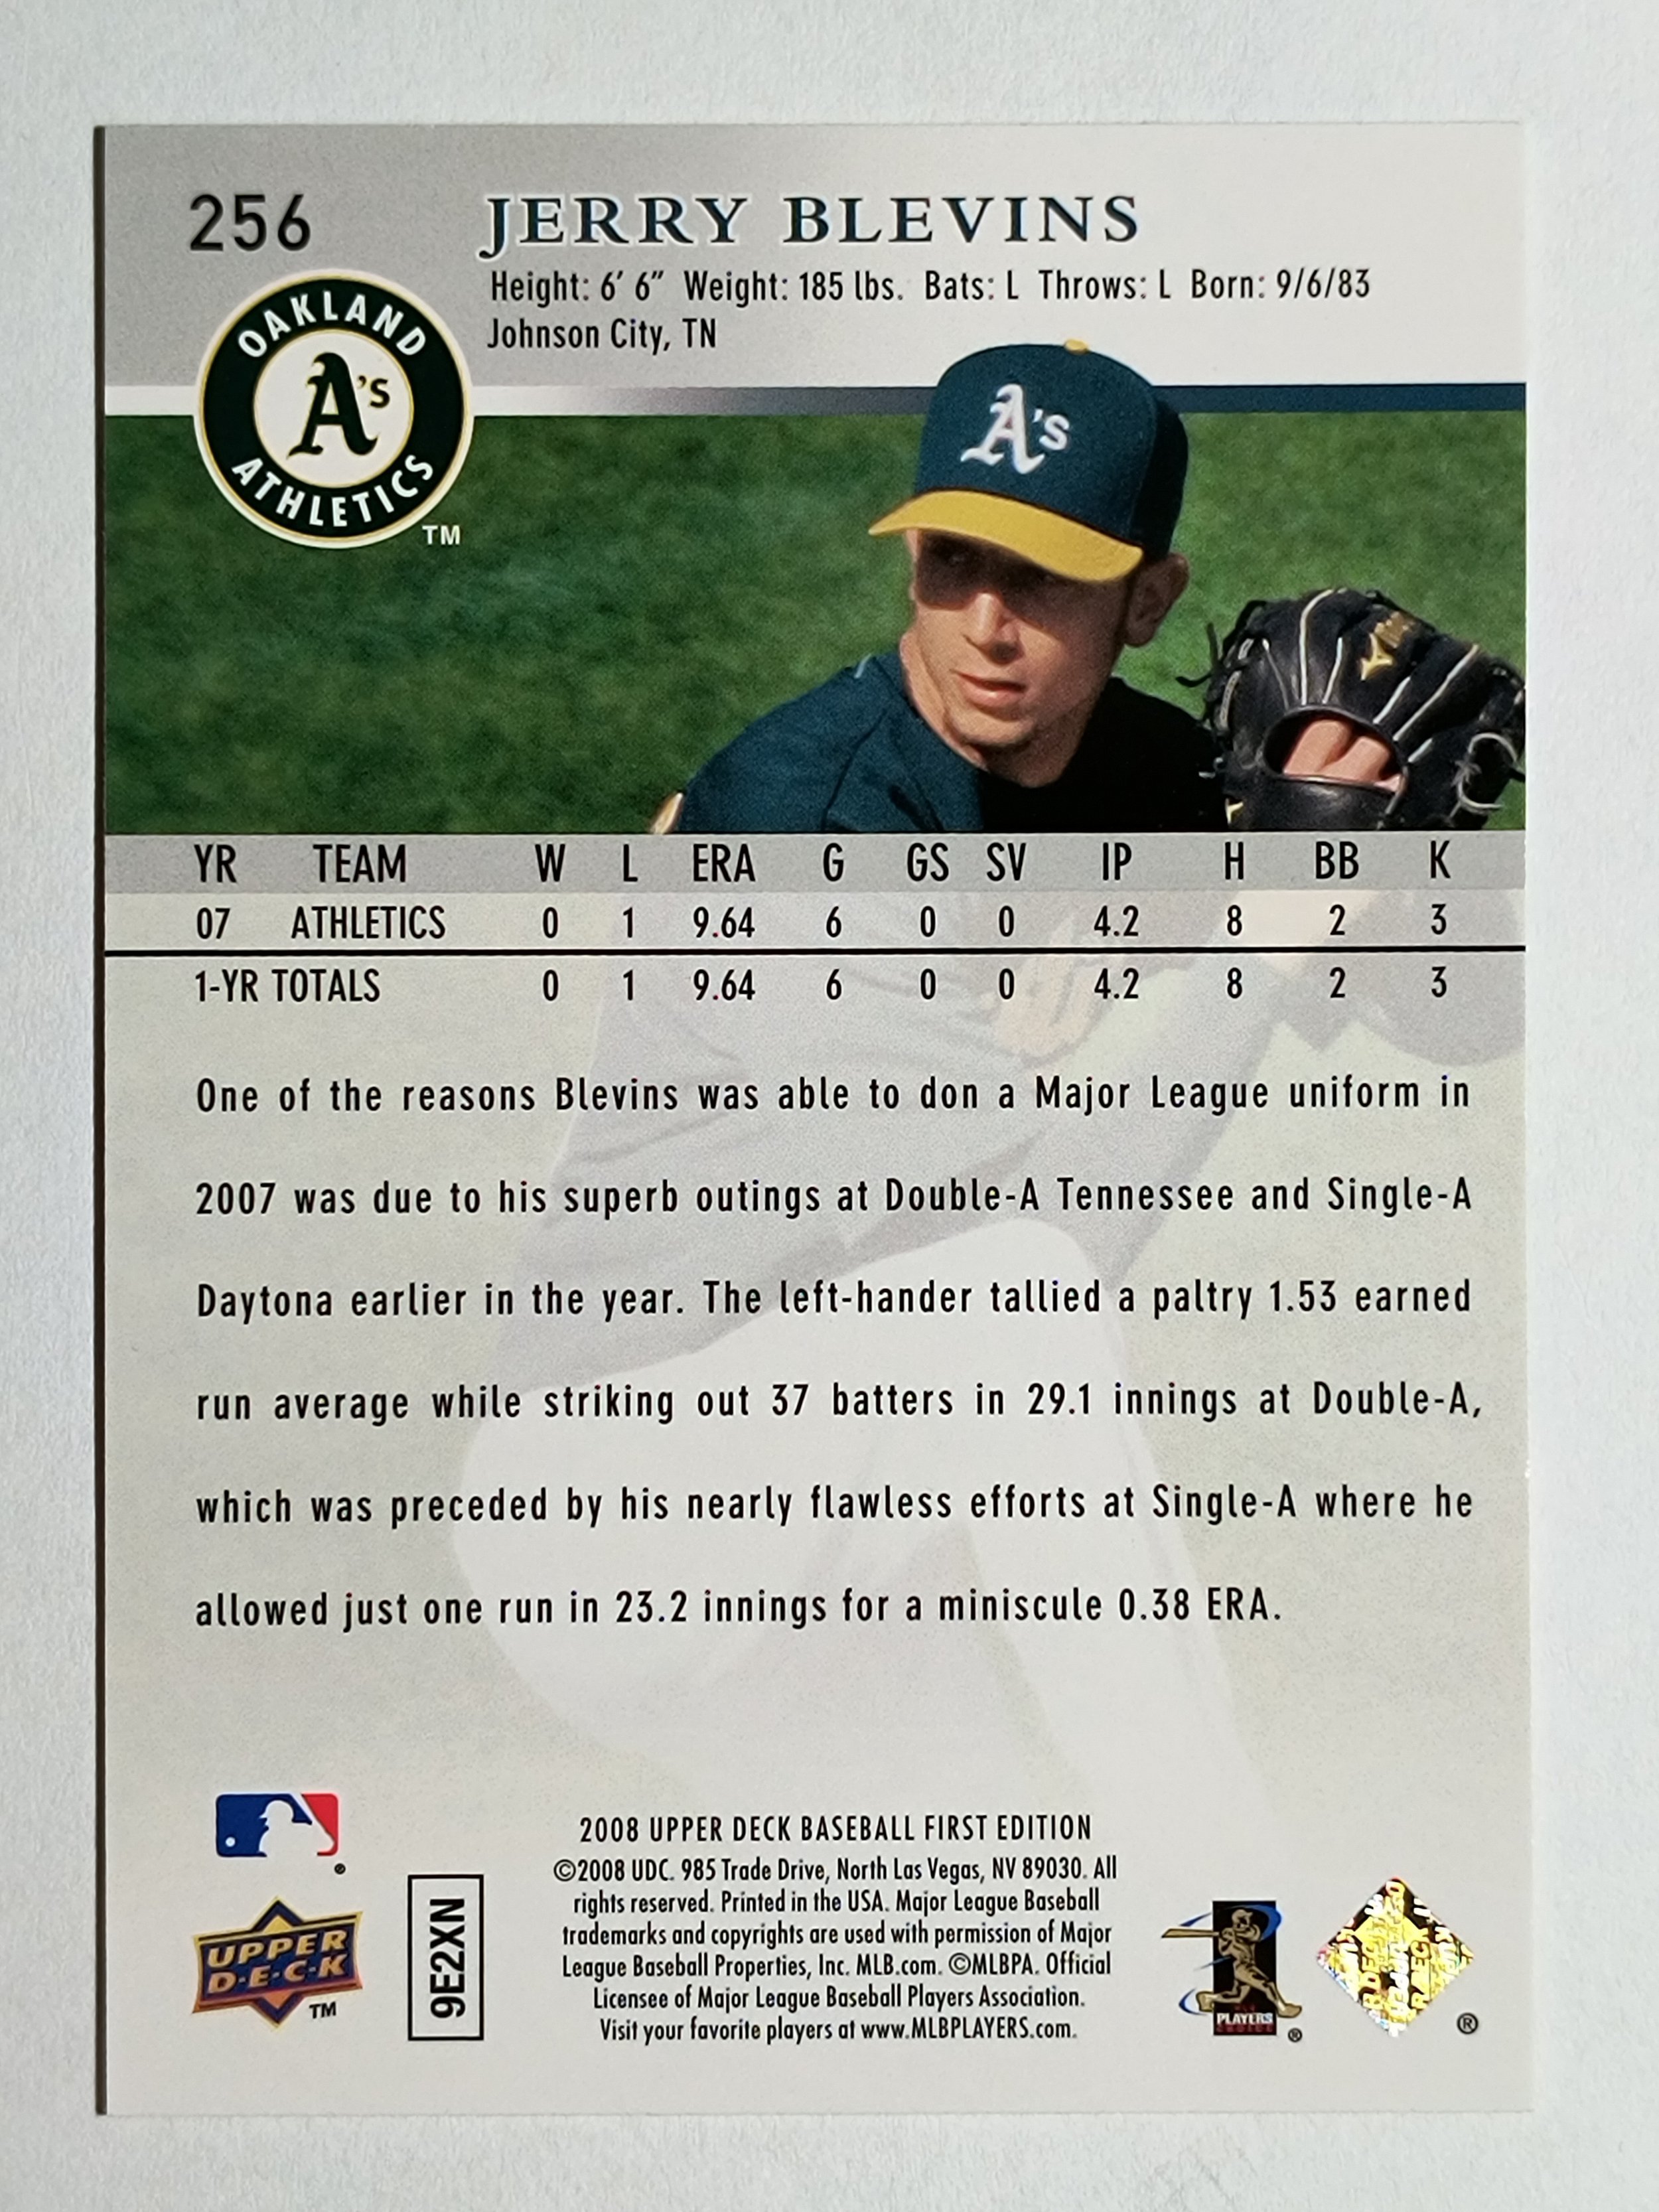 256
JERRY BLEVINS
Height: 6' 6" Weight: 185 lbs. Bats: L Throws: L Born: 9/6/83
Johnson City, TN
OAKLAND
A's
ATHLETICS
TM
A's
YR TEAM W L ERA G GS SV IP H BB K
07 ATHLETICS 0 1 9.64 6 0 0 4.2 8 2 3
1-YR TOTALS 0 1 9.64 6 0 0 4.2 8 2 3
One of the reasons Blevins was able to don a Major League uniform in
2007 was due to his superb outings at Double-A Tennessee and Single-A
Daytona earlier in the year. The left-hander tallied a paltry 1.53 earned
run average while striking out 37 batters in 29.1 innings at Double-A,
which was preceded by his nearly flawless efforts at Single-A where he
allowed just one run in 23.2 innings for a miniscule 0.38 ERA.
®
UPPER
D·E·C·K
TM
9E2XN
2008 UPPER DECK BASEBALL FIRST EDITION
©2008 UDC. 985 Trade Drive, North Las Vegas, NV 89030. All
rights reserved. Printed in the USA. Major League Baseball
trademarks and copyrights are used with permission of Major
League Baseball Properties, Inc. MLB.com. ©MLBPA. Official
Licensee of Major League Baseball Players Association.
Visit your favorite players at www.MLBPLAYERS.com.
PLAYERS
CHOICE
®
®